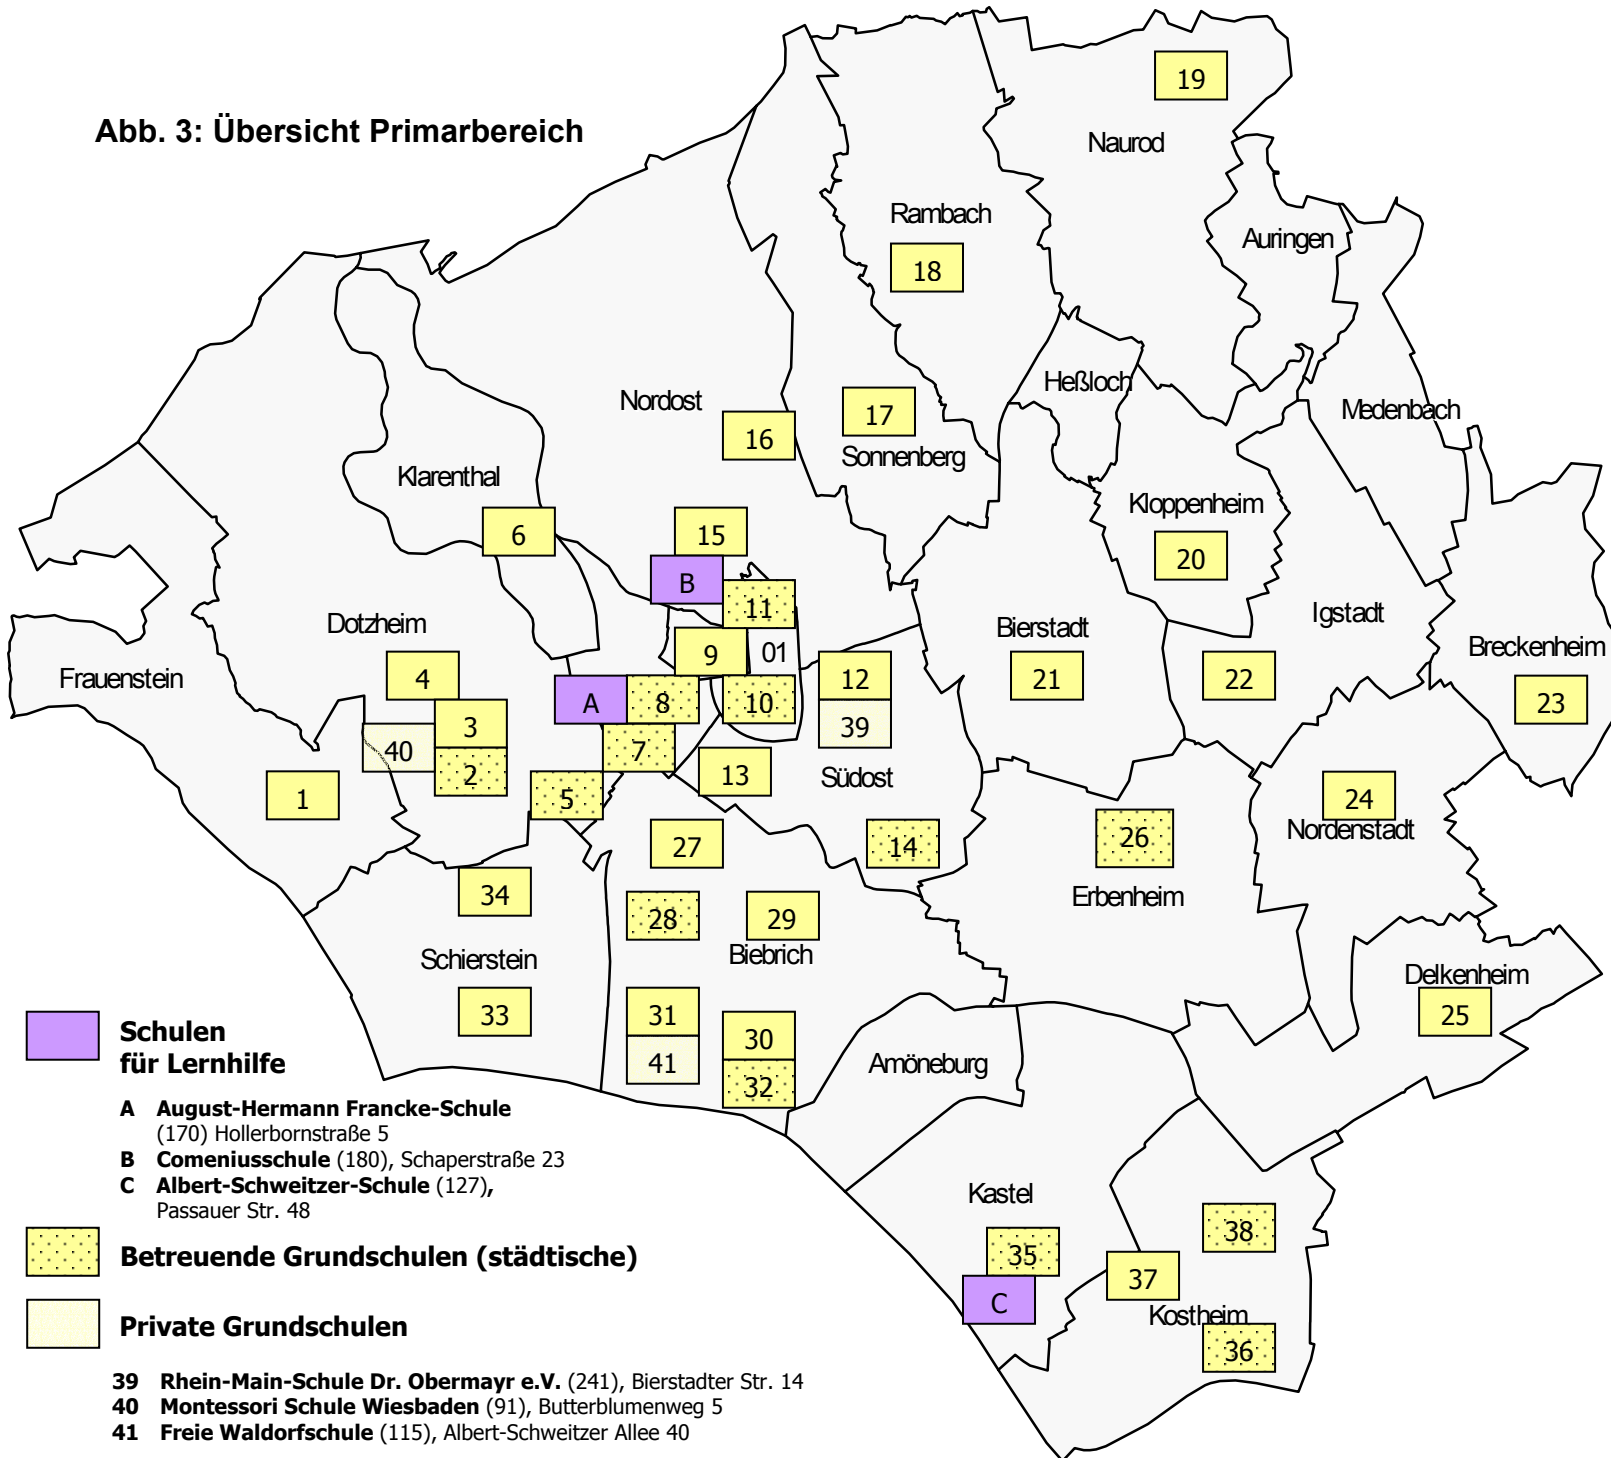 Abb. 3: Übersicht Primarbereich
19
Naurod
Rambach
Auringen
18
Heßloch
Nordost
17
Medenbach
16
Sonnenberg
Klarenthal
Kloppenheim
6
15
20
B
11
Igstadt
Dotzheim
Bierstadt
Breckenheim
9
01
Frauenstein
4
12
21
22
A
8
10
23
3
39
40
7
2
13
Südost
5
1
24
Nordenstadt
27
14
26
34
Erbenheim
28
29
Biebrich
Schierstein
Delkenheim
33
31
25
30
Schulen
für Lernhilfe
41
Amöneburg
32
A August-Hermann Francke-Schule
(170) Hollerbornstraße 5
B Comeniusschule (180), Schaperstraße 23
C Albert-Schweitzer-Schule (127),
Passauer Str. 48
Kastel
38
Betreuende Grundschulen (städtische)
35
37
C
Kostheim
Private Grundschulen
36
39 Rhein-Main-Schule Dr. Obermayr e.V. (241), Bierstadter Str. 14
40 Montessori Schule Wiesbaden (91), Butterblumenweg 5
41 Freie Waldorfschule (115), Albert-Schweitzer Allee 40